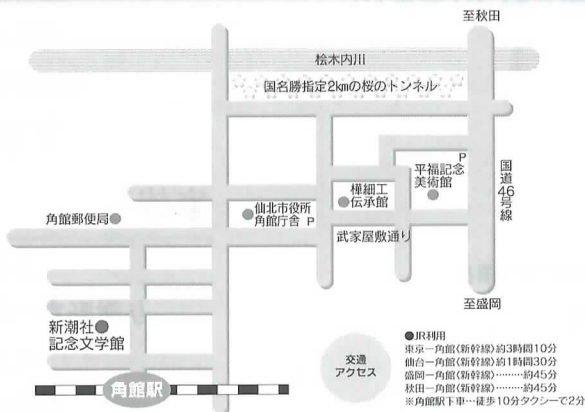 至秋田
桧木内川
国名勝指定2kmの桜のトンネル
国道46号線
P
平福記念
美術館
樺細工
伝承館
仙北市役所
角館庁舎 P
角館郵便局
武家屋敷通り
至盛岡
新潮社
記念文学館
角館駅
交通
アクセス
●JR利用
東京―角館〈新幹線〉約3時間10分
仙台―角館〈新幹線〉約1時間30分
盛岡―角館〈新幹線〉………約45分
秋田―角館〈新幹線〉………約45分
※角館駅下車…徒歩10分タクシーで2分